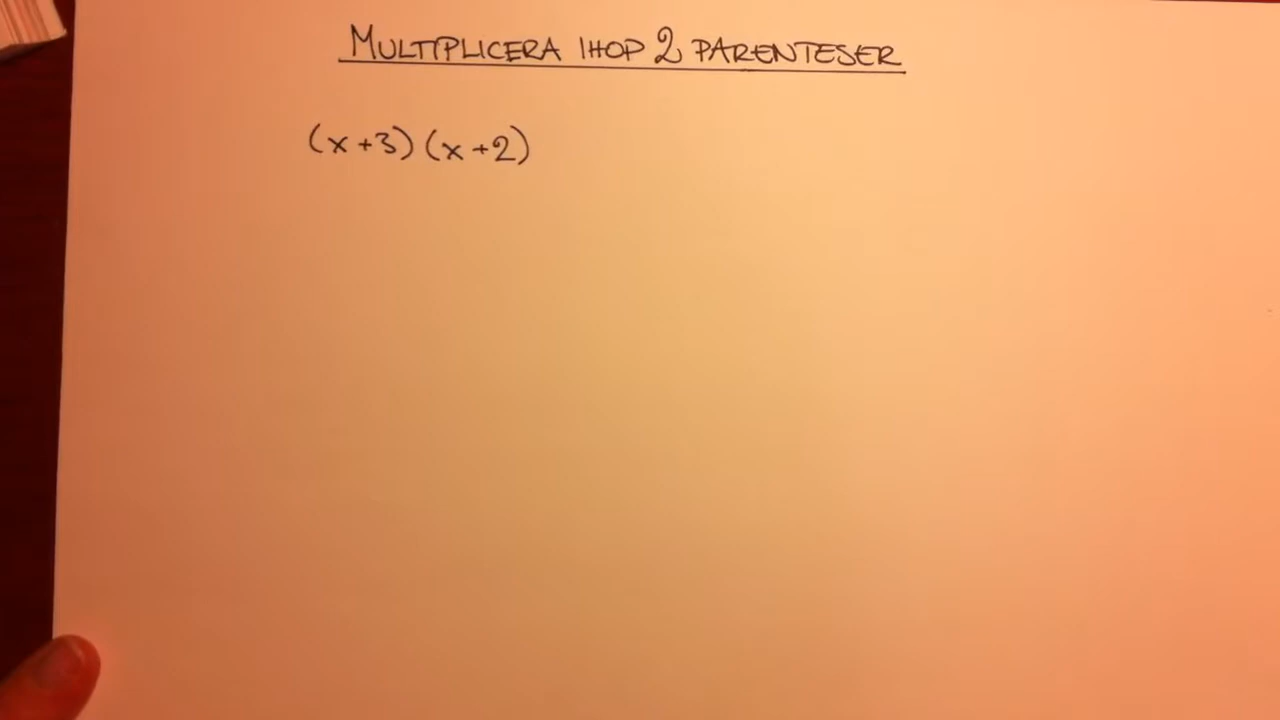 MULTIPLICERA IHOP 2 PARENTESER
(x+3)(x+2)